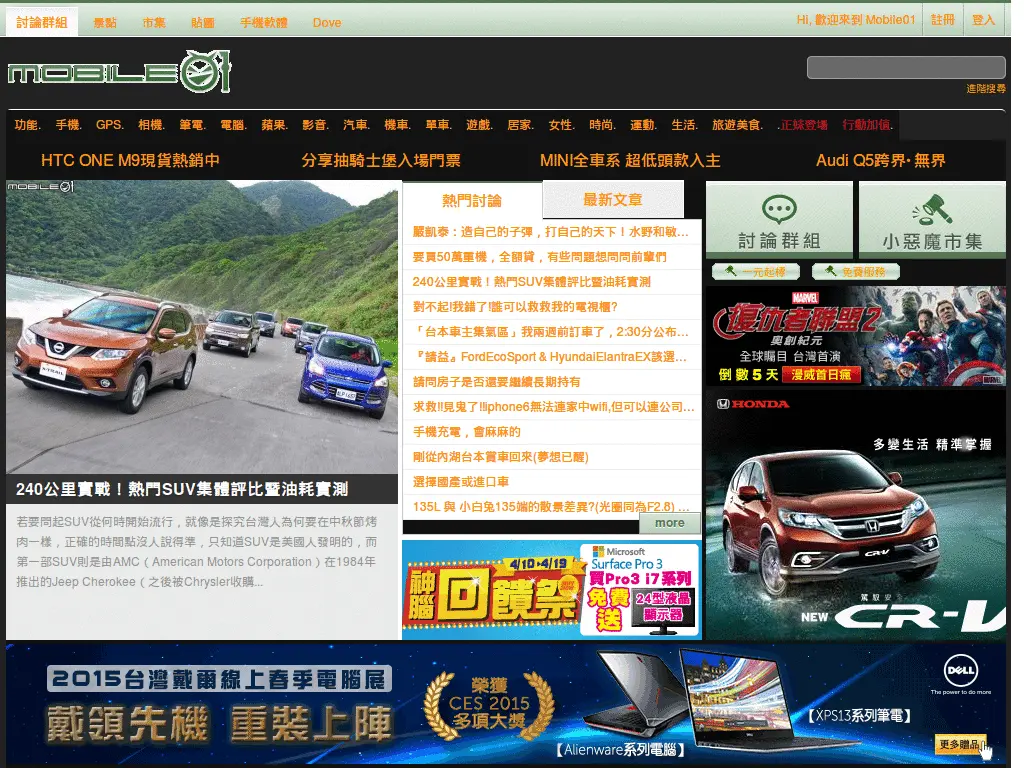 討論群組 景點 市集 貼圖 手機軟體 Dove
Hi, 歡迎來到 Mobile01 註冊 登入
MOBILE01
進階搜尋
功能. 手機. GPS. 相機. 筆電. 電腦. 蘋果. 影音. 汽車. 機車. 單車. 遊戲. 居家. 女性. 時尚. 運動. 生活. 旅遊美食. .正綻登場 行動加值.
HTC ONE M9現貨熱銷中 分享抽騎士堡入場門票 MINI全車系 超低頭款入主 Audi Q5跨界‧無界
MOBILE01
240公里實戰！熱門SUV集體評比暨油耗實測
若要問起SUV從何時開始流行，就像是探究台灣人為何要在中秋節烤
肉一樣，正確的時間點沒人說得準，只知道SUV是美國人發明的，而
第一部SUV則是由AMC（American Motors Corporation）在1984年
推出的Jeep Cherokee（之後被Chrysler收購...
熱門討論 最新文章
嚴凱泰：造自己的子彈，打自己的天下！水野和敏...
要買50萬重機，全額貸，有些問題想問問前輩們
240公里實戰！熱門SUV集體評比暨油耗實測
對不起!我錯了!誰可以救救我的電視櫃?
「台本車主集氣區」我兩週前訂車了，2:30分公布...
『請益』FordEcoSport & HyundaiElantraEX該選...
請問房子是否還要繼續長期持有
求救!!見鬼了!!iphone6無法連家中wifi,但可以連公司...
手機充電，會麻麻的
剛從內湖台本賞車回來(夢想已醒)
選擇國產或進口車
135L 與 小白兔135端的散景差異?(光圈同為F2.8) ...
more
討論群組
小惡魔市集
一元起標 免費服務
MARVEL
復仇者聯盟2
奧創紀元
全球矚目 台灣首演
倒數5天 漫威首日瘋
MARVEL
HONDA
多變生活 精準掌握
CR-V
駕馭安全
NEW CR-V
神腦
回饋祭
4/10 - 4/19
Microsoft
Surface Pro 3
買Pro3 i7系列
免費送
24型液晶
顯示器
2015台灣戴爾線上春季電腦展
戴領先機 重裝上陣
榮獲
CES 2015
多項大獎
【Alienware系列電腦】
【XPS13系列筆電】
DELL
The power to do more
更多贈品